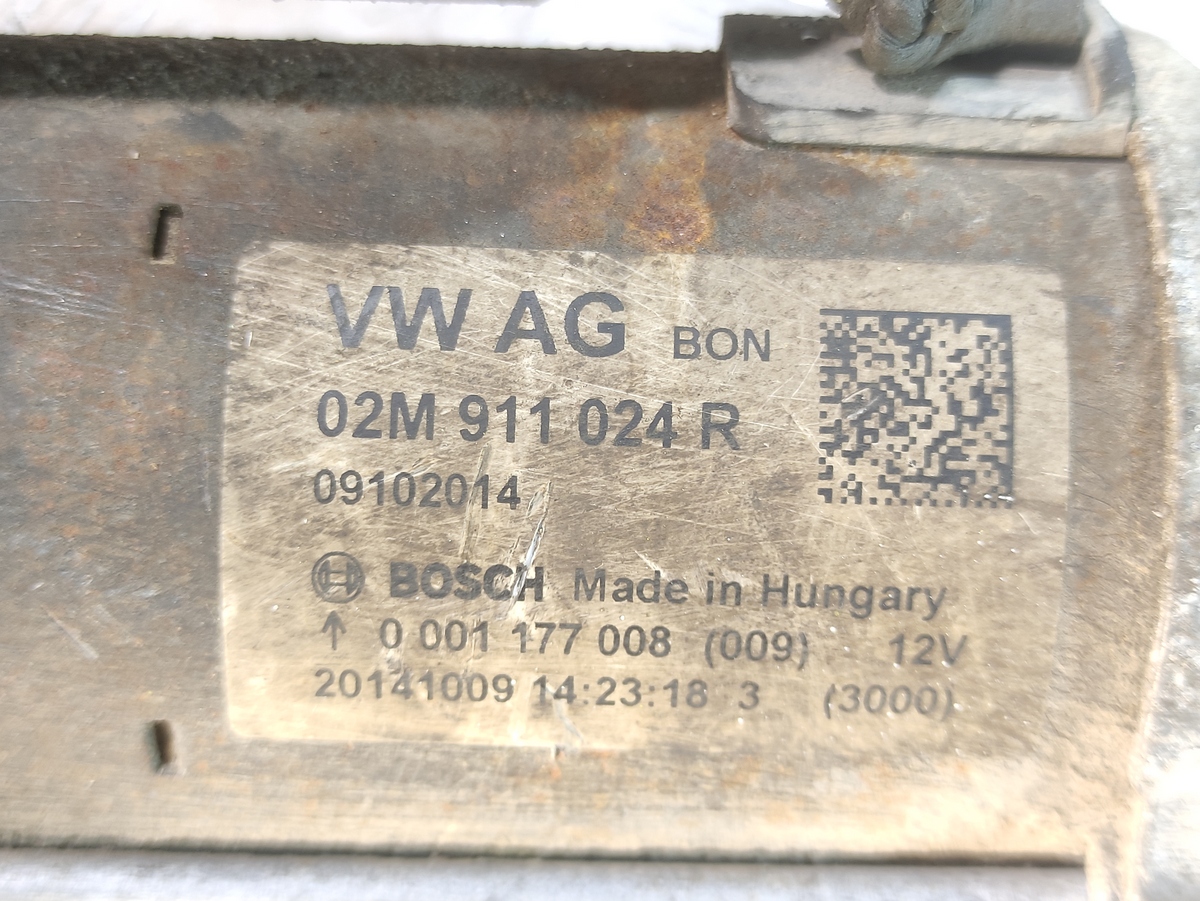 VW AG BON
02M 911 024 R
09102014
BOSCH Made in Hungary
↑ 0 001 177 008 (009) 12V
20141009 14:23:18 3 (3000)